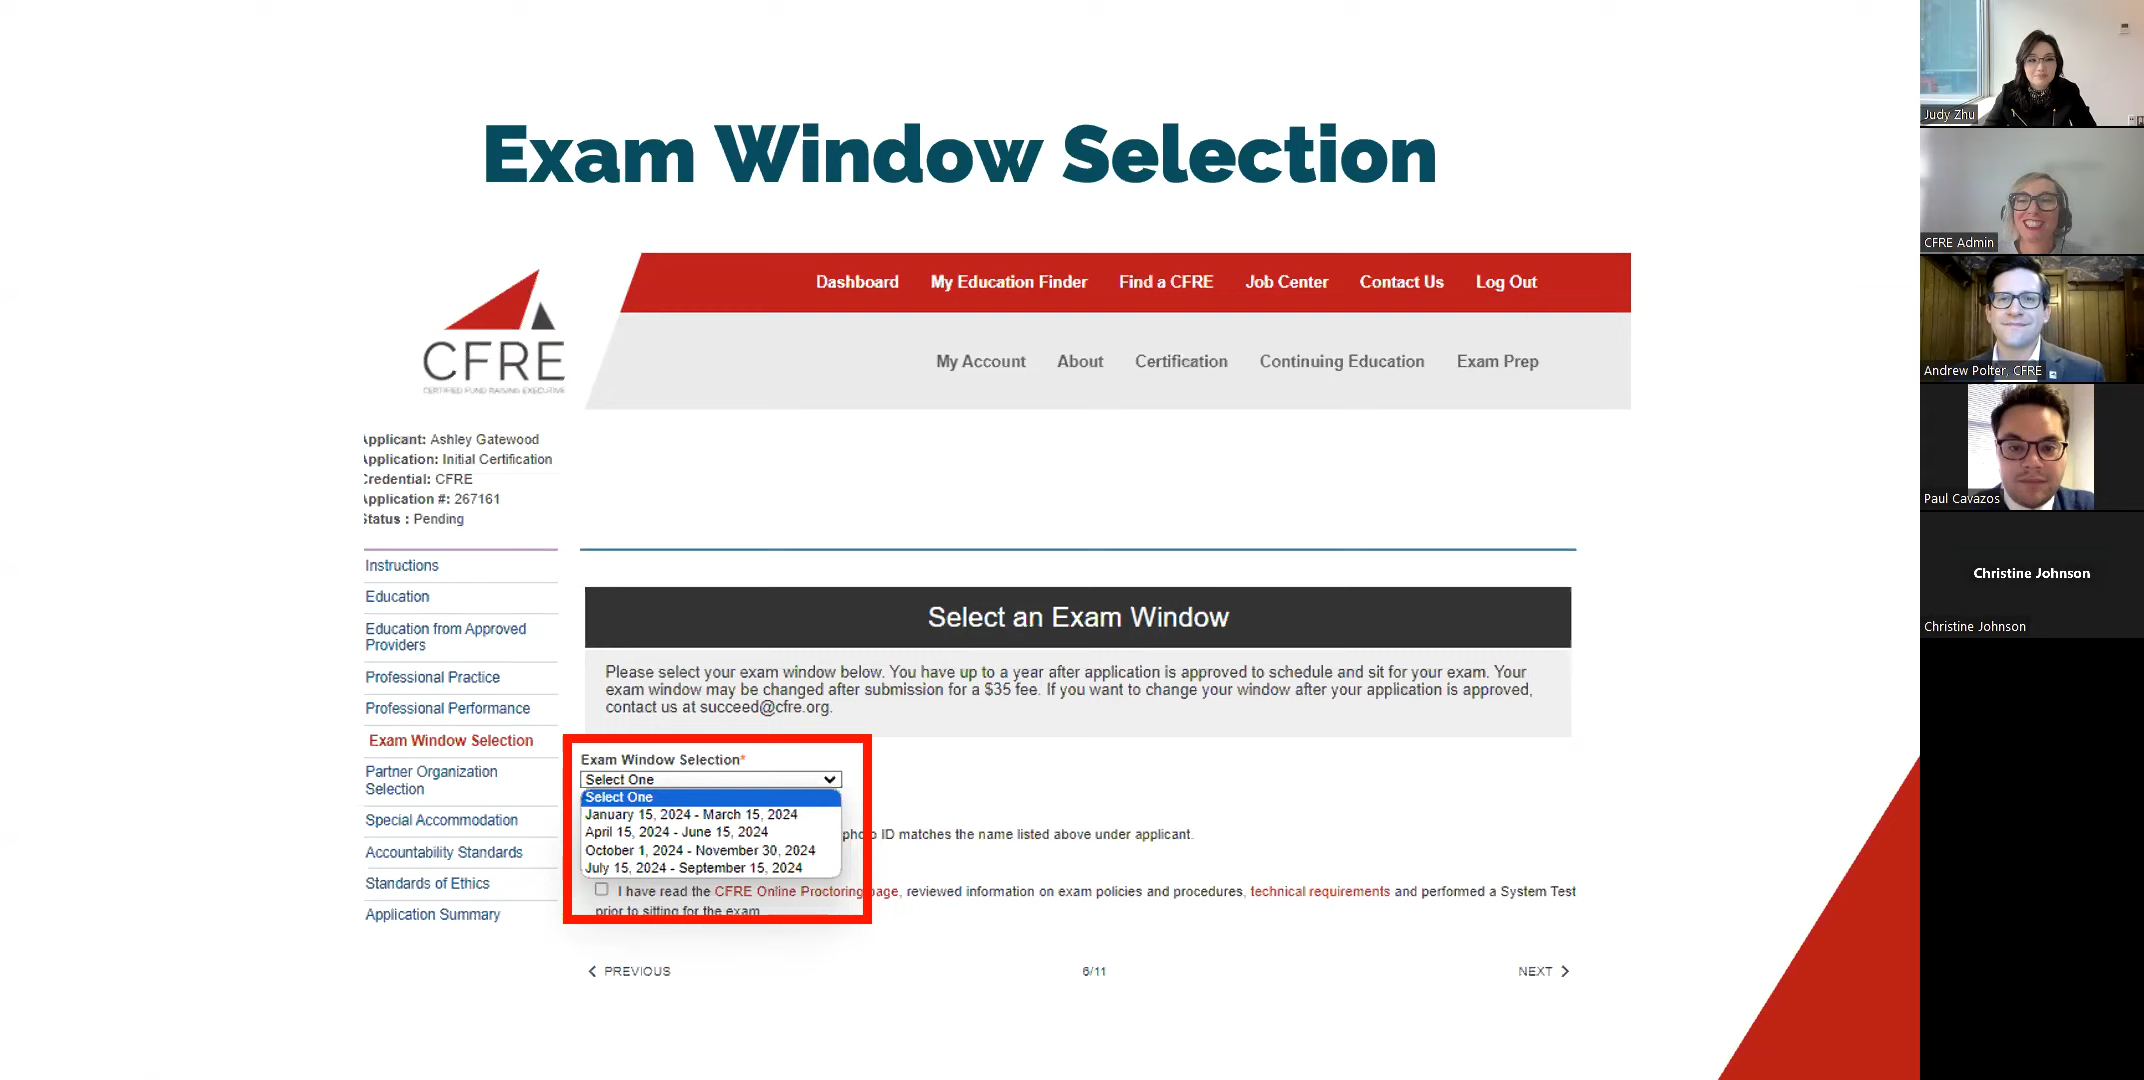 Exam Window Selection
Dashboard My Education Finder Find a CFRE Job Center Contact Us Log Out
CFRE
CERTIFIED FUND RAISING EXECUTIVE
My Account About Certification Continuing Education Exam Prep
Applicant: Ashley Gatewood
Application: Initial Certification
Credential: CFRE
Application #: 267161
Status : Pending
Instructions
Education
Education from Approved
Providers
Professional Practice
Professional Performance
Exam Window Selection
Partner Organization
Selection
Special Accommodation
Accountability Standards
Standards of Ethics
Application Summary
Select an Exam Window
Please select your exam window below. You have up to a year after application is approved to schedule and sit for your exam. Your
exam window may be changed after submission for a $35 fee. If you want to change your window after your application is approved,
contact us at succeed@cfre.org.
Exam Window Selection*
Select One
Select One
January 15, 2024 - March 15, 2024
April 15, 2024 - June 15, 2024
October 1, 2024 - November 30, 2024
July 15, 2024 - September 15, 2024
photo ID matches the name listed above under applicant.
I have read the CFRE Online Proctoring page, reviewed information on exam policies and procedures, technical requirements and performed a System Test
prior to sitting for the exam
PREVIOUS 6/11 NEXT
Judy Zhu
CFRE Admin
Andrew Polter, CFRE
Paul Cavazos
Christine Johnson
Christine Johnson